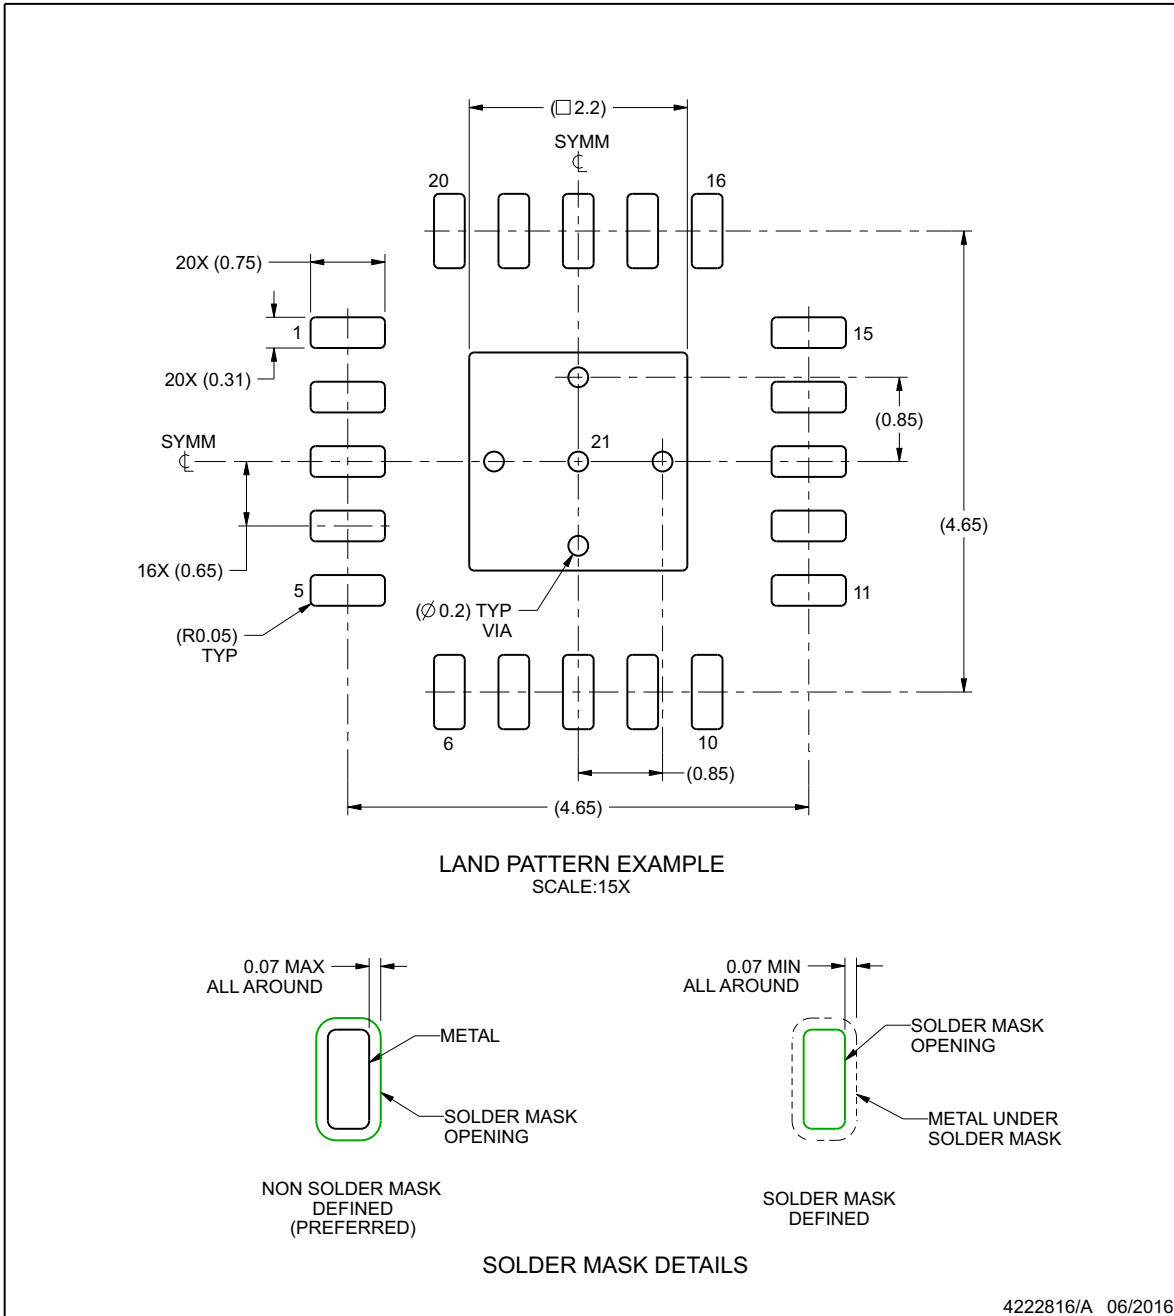 (□2.2)
SYMM
℄
20
16
20X (0.75)
1
15
20X (0.31)
(0.85)
SYMM
℄
21
(4.65)
16X (0.65)
5
11
(∅0.2) TYP
VIA
(R0.05)
TYP
6
10
(0.85)
(4.65)
LAND PATTERN EXAMPLE
SCALE:15X
0.07 MAX
ALL AROUND
METAL
SOLDER MASK
OPENING
NON SOLDER MASK
DEFINED
(PREFERRED)
0.07 MIN
ALL AROUND
SOLDER MASK
OPENING
METAL UNDER
SOLDER MASK
SOLDER MASK
DEFINED
SOLDER MASK DETAILS
4222816/A 06/2016